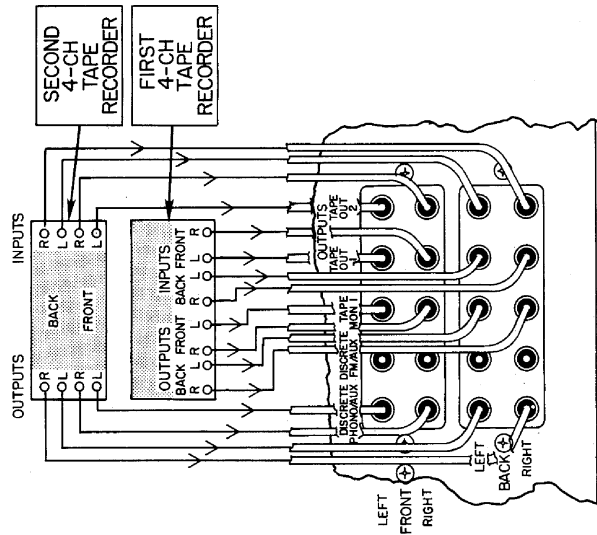 SECOND
4-CH
TAPE
RECORDER
FIRST
4-CH
TAPE
RECORDER
INPUTS
R
L
R
L
BACK
FRONT
OUTPUTS
R
L
R
L
INPUTS
BACK FRONT
R
L
L
R
OUTPUTS
BACK FRONT
L
R
L
R
OUTPUTS
TAPE
OUT
2
TAPE
OUT
1
TAPE
MON 1
DISCRETE
FM/AUX
DISCRETE
PHONO/AUX
LEFT
FRONT
RIGHT
LEFT
BACK
RIGHT